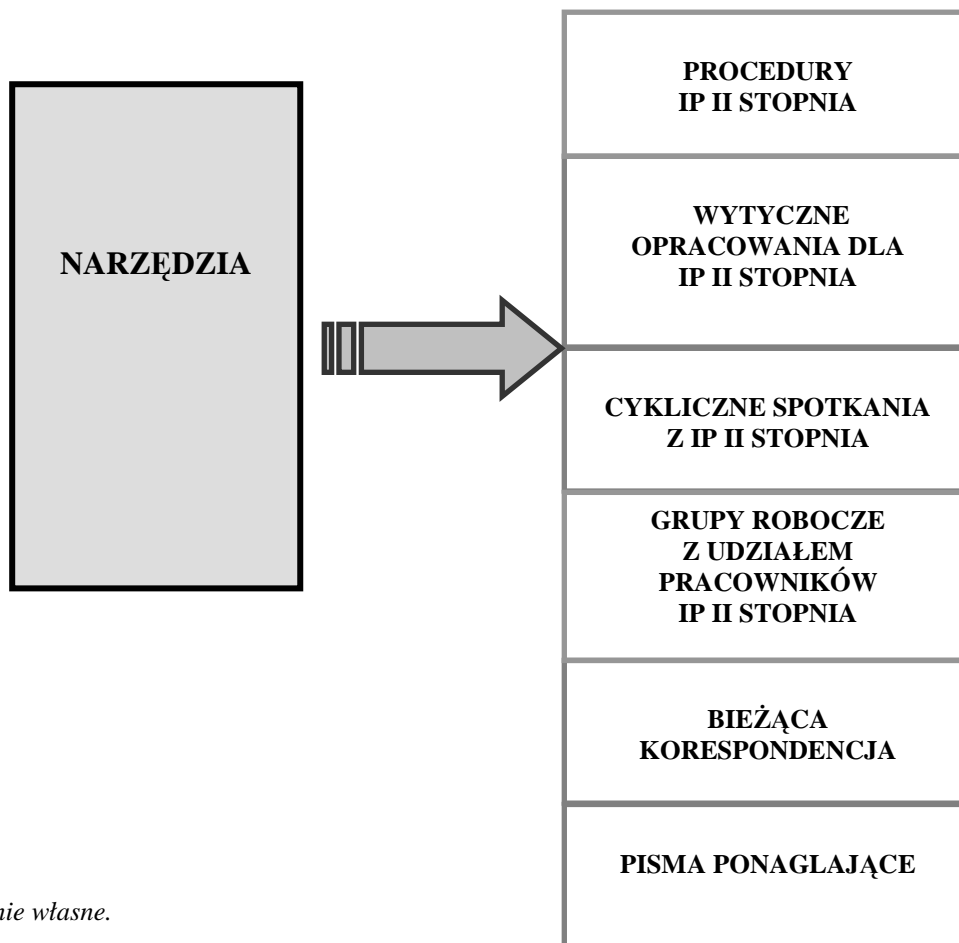 NARZĘDZIA
PROCEDURY
IP II STOPNIA
WYTYCZNE
OPRACOWANIA DLA
IP II STOPNIA
CYKLICZNE SPOTKANIA
Z IP II STOPNIA
GRUPY ROBOCZE
Z UDZIAŁEM
PRACOWNIKÓW
IP II STOPNIA
BIEŻĄCA
KORESPONDENCJA
PISMA PONAGLAJĄCE
własne.